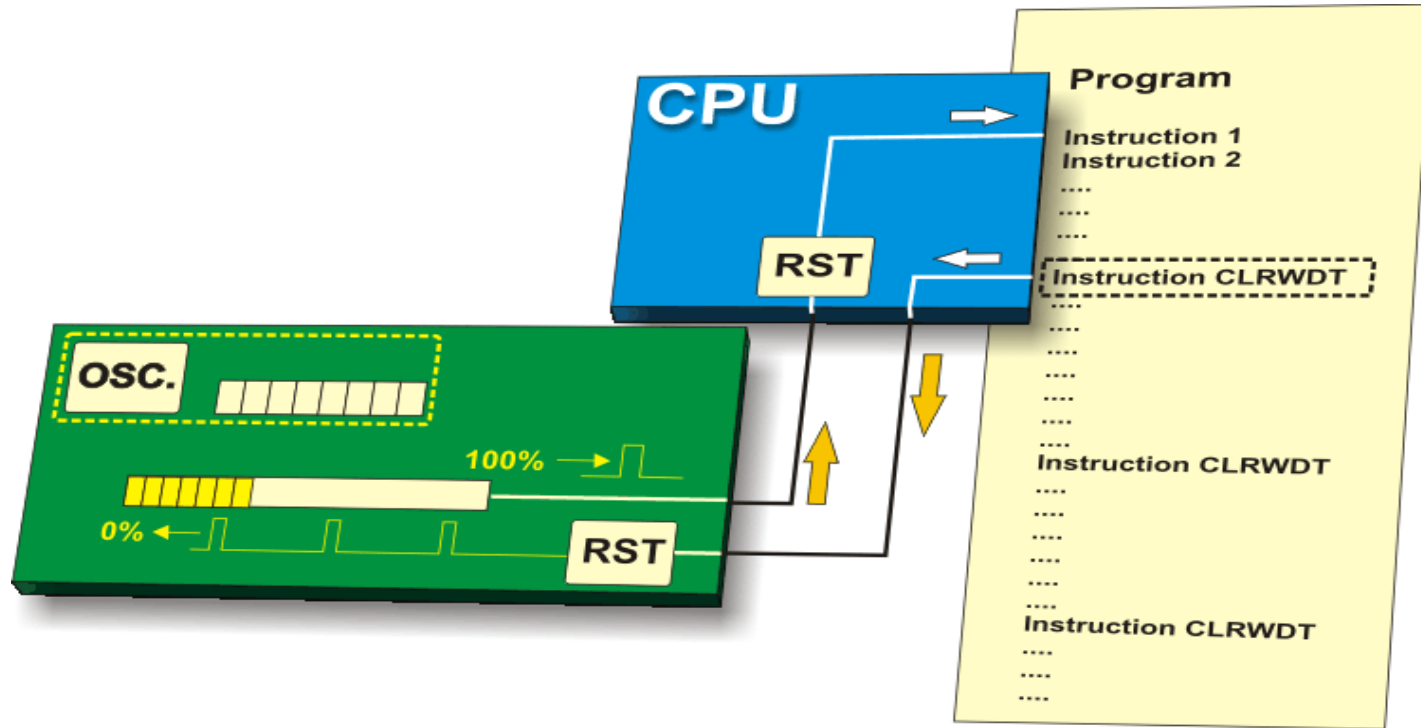 CPU
RST
OSC.
100%
0%
RST
Program
Instruction 1
Instruction 2
....
....
....
Instruction CLRWDT
....
....
....
....
....
....
....
Instruction CLRWDT
....
....
....
....
....
....
Instruction CLRWDT
....
....
....